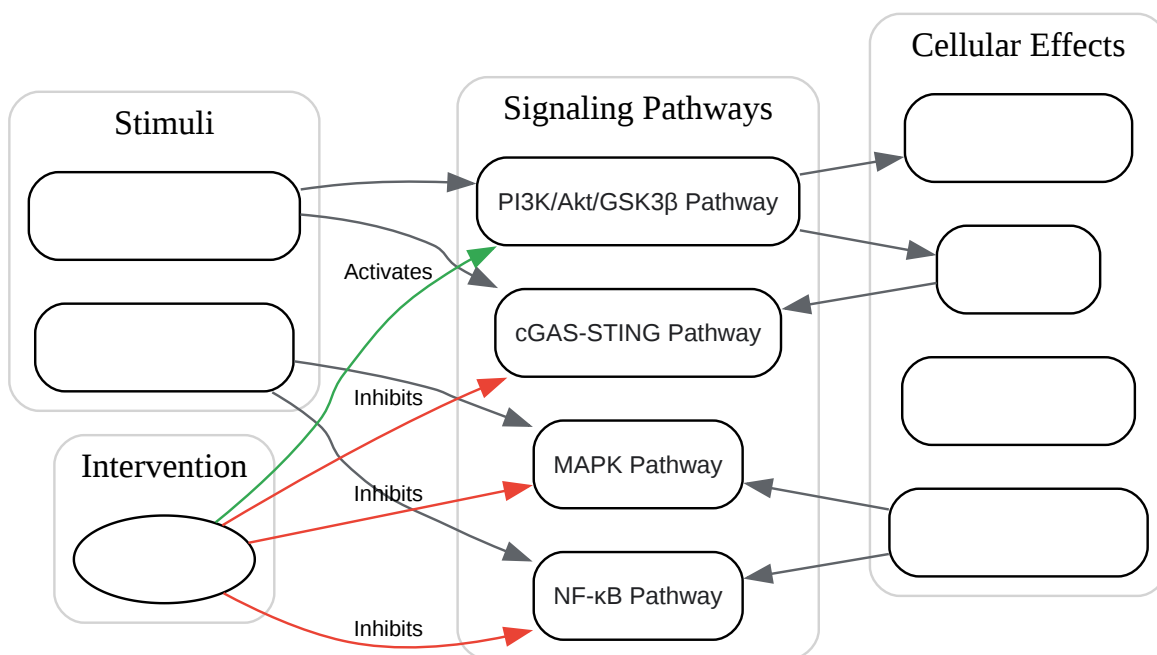 Cellular Effects
Signaling Pathways
Stimuli
PI3K/Akt/GSK3β Pathway
Activates
cGAS-STING Pathway
Inhibits
Intervention
MAPK Pathway
Inhibits
NF-κB Pathway
Inhibits